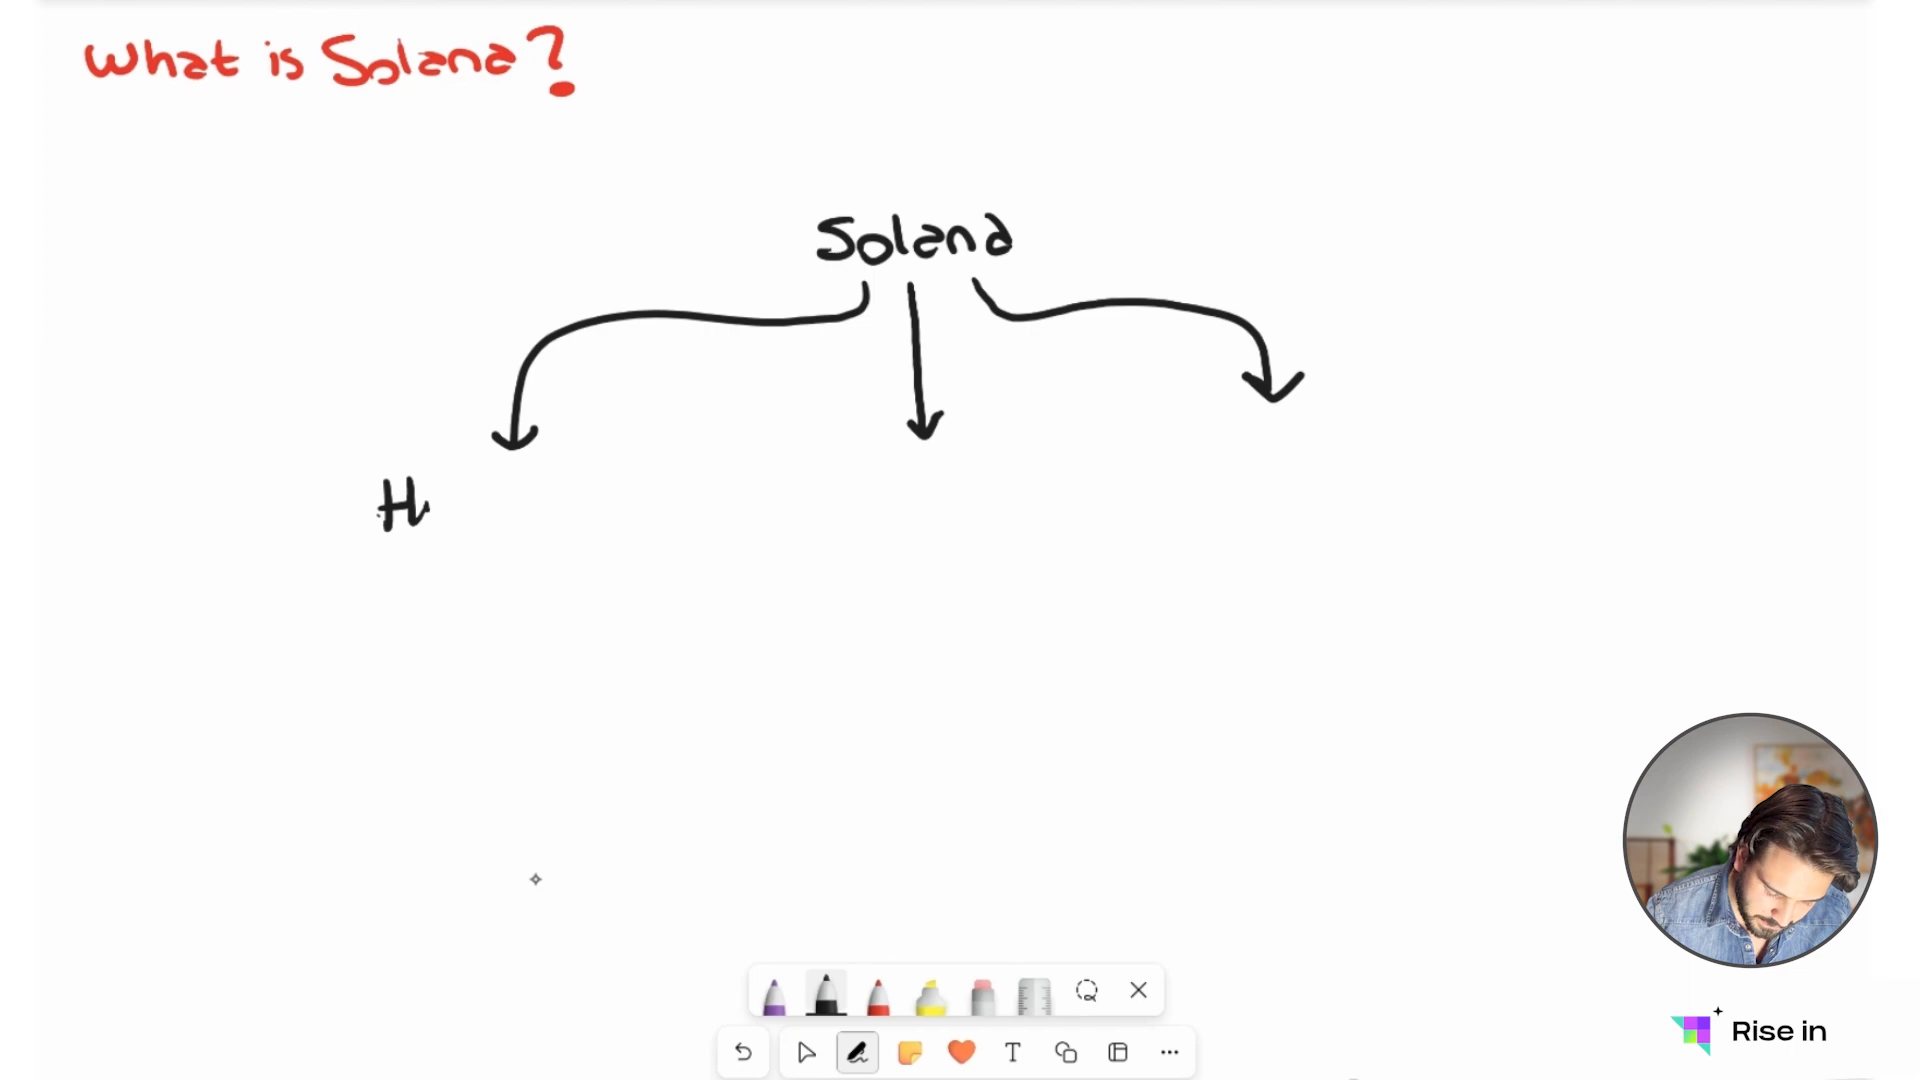 What is Solana?
Solana
H
T
Rise in